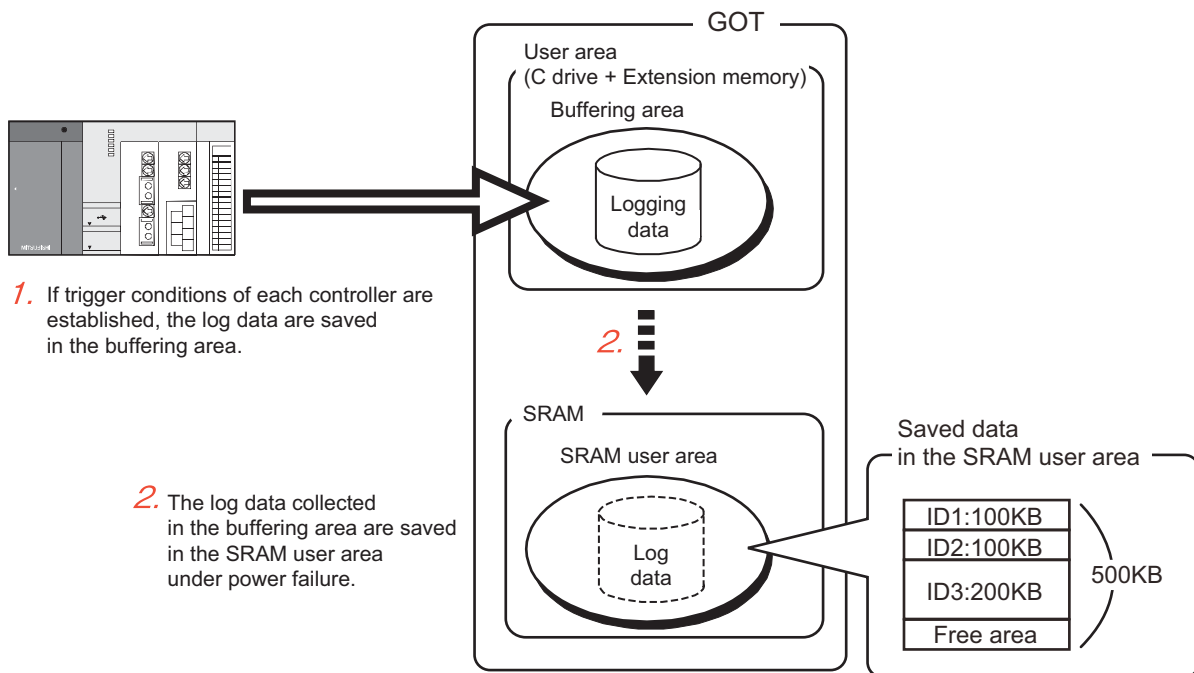 GOT
User area
(C drive + Extension memory)
Buffering area
Logging
data
MITSUBISHI
1. If trigger conditions of each controller are
established, the log data are saved
in the buffering area.
2.
SRAM
SRAM user area
Log
data
2. The log data collected
in the buffering area are saved
in the SRAM user area
under power failure.
Saved data
in the SRAM user area
ID1:100KB
ID2:100KB
ID3:200KB
Free area
500KB